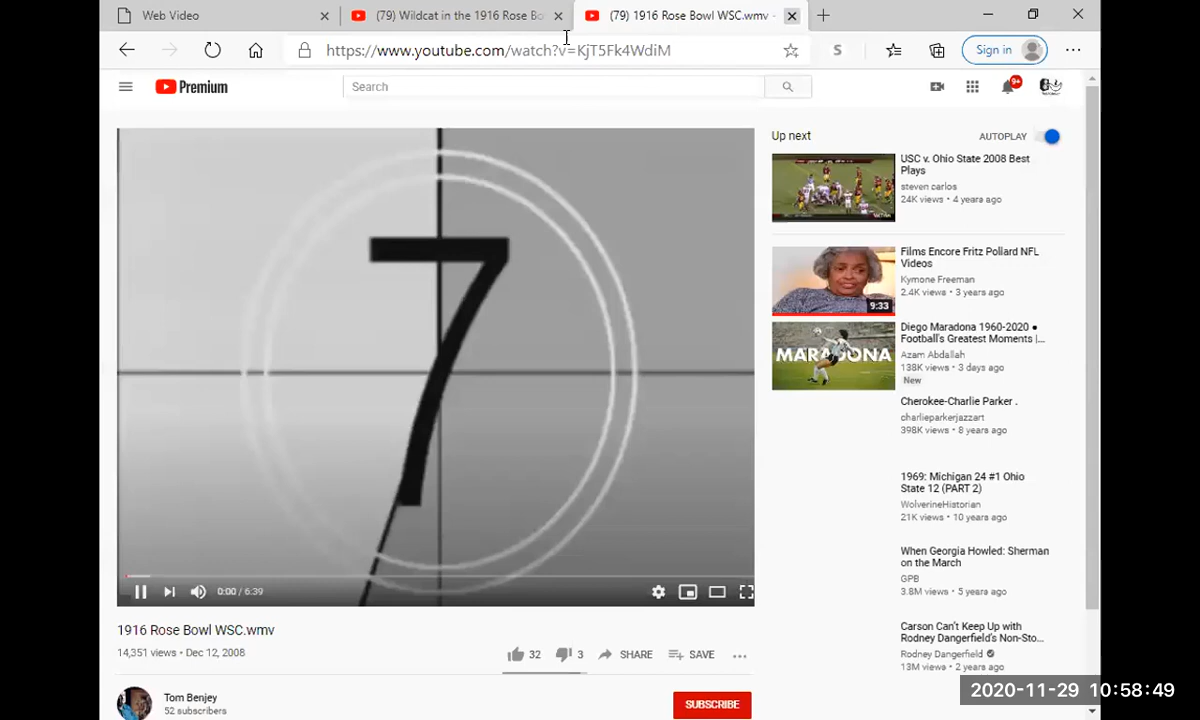 Web Video
(79) Wildcat in the 1916 Rose Bo
(79) 1916 Rose Bowl WSC.wmv -
https://www.youtube.com/watch?v=KjT5Fk4WdiM
S
Sign in
Premium
Search
9+
7
0:00 / 6:39
1916 Rose Bowl WSC.wmv
14,351 views • Dec 12, 2008
32
3
SHARE
SAVE
Tom Benjey
52 subscribers
SUBSCRIBE
Up next
AUTOPLAY
USC v. Ohio State 2008 Best
Plays
steven carlos
24K views • 4 years ago
9:33
Films Encore Fritz Pollard NFL
Videos
Kymone Freeman
2.4K views • 3 years ago
MARADONA
Diego Maradona 1960-2020 ●
Football's Greatest Moments |...
Azam Abdallah
138K views • 3 days ago
New
Cherokee-Charlie Parker .
charlieparkerjazzart
398K views • 8 years ago
1969: Michigan 24 #1 Ohio
State 12 (PART 2)
WolverineHistorian
21K views • 10 years ago
When Georgia Howled: Sherman
on the March
GPB
3.8M views • 5 years ago
Carson Can't Keep Up with
Rodney Dangerfield's Non-Sto...
Rodney Dangerfield
13M views • 2 years ago
2020-11-29 10:58:49